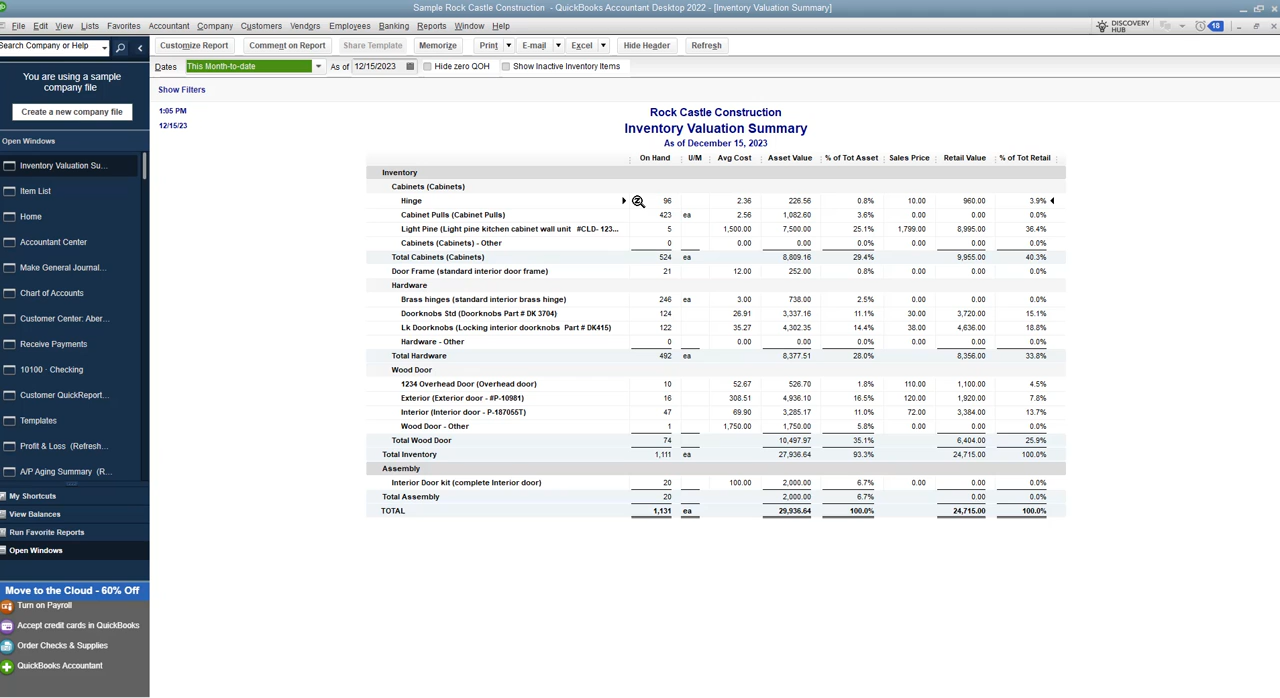 Sample Rock Castle Construction - QuickBooks Accountant Desktop 2022 - [Inventory Valuation Summary]
File Edit View Lists Favorites Accountant Company Customers Vendors Employees Banking Reports Window Help
DISCOVERY HUB 18
Search Company or Help
Customize Report Comment on Report Share Template Memorize Print E-mail Excel Hide Header Refresh
Dates This Month-to-date As of 12/15/2023 Hide zero QOH Show Inactive Inventory Items
You are using a sample company file
Create a new company file
Open Windows
Inventory Valuation Su...
Item List
Home
Accountant Center
Make General Journal...
Chart of Accounts
Customer Center: Aber...
Receive Payments
10100 · Checking
Customer QuickReport...
Templates
Profit & Loss (Refresh...
A/P Aging Summary (R...
My Shortcuts
View Balances
Run Favorite Reports
Open Windows
Move to the Cloud - 60% Off
Turn on Payroll
Accept credit cards in QuickBooks
Order Checks & Supplies
QuickBooks Accountant
Show Filters
1:05 PM
12/15/23
Rock Castle Construction
Inventory Valuation Summary
As of December 15, 2023
On Hand U/M Avg Cost Asset Value % of Tot Asset Sales Price Retail Value % of Tot Retail
Inventory
Cabinets (Cabinets)
Hinge 96 2.36 226.56 0.8% 10.00 960.00 3.9%
Cabinet Pulls (Cabinet Pulls) 423 ea 2.56 1,082.60 3.6% 0.00 0.00 0.0%
Light Pine (Light pine kitchen cabinet wall unit #CLD- 123... 5 1,500.00 7,500.00 25.1% 1,799.00 8,995.00 36.4%
Cabinets (Cabinets) - Other 0 0.00 0.00 0.0% 0.00 0.00 0.0%
Total Cabinets (Cabinets) 524 ea 8,809.16 29.4% 9,955.00 40.3%
Door Frame (standard interior door frame) 21 12.00 252.00 0.8% 0.00 0.00 0.0%
Hardware
Brass hinges (standard interior brass hinge) 246 ea 3.00 738.00 2.5% 0.00 0.00 0.0%
Doorknobs Std (Doorknobs Part # DK 3704) 124 26.91 3,337.16 11.1% 30.00 3,720.00 15.1%
Lk Doorknobs (Locking interior doorknobs Part # DK415) 122 35.27 4,302.35 14.4% 38.00 4,636.00 18.8%
Hardware - Other 0 0.00 0.00 0.0% 0.00 0.00 0.0%
Total Hardware 492 ea 8,377.51 28.0% 8,356.00 33.8%
Wood Door
1234 Overhead Door (Overhead door) 10 52.67 526.70 1.8% 110.00 1,100.00 4.5%
Exterior (Exterior door - #P-10981) 16 308.51 4,936.10 16.5% 120.00 1,920.00 7.8%
Interior (Interior door - P-187055T) 47 69.90 3,285.17 11.0% 72.00 3,384.00 13.7%
Wood Door - Other 1 1,750.00 1,750.00 5.8% 0.00 0.00 0.0%
Total Wood Door 74 10,497.97 35.1% 6,404.00 25.9%
Total Inventory 1,111 ea 27,936.64 93.3% 24,715.00 100.0%
Assembly
Interior Door kit (complete Interior door) 20 100.00 2,000.00 6.7% 0.00 0.00 0.0%
Total Assembly 20 2,000.00 6.7% 0.00 0.0%
TOTAL 1,131 ea 29,936.64 100.0% 24,715.00 100.0%